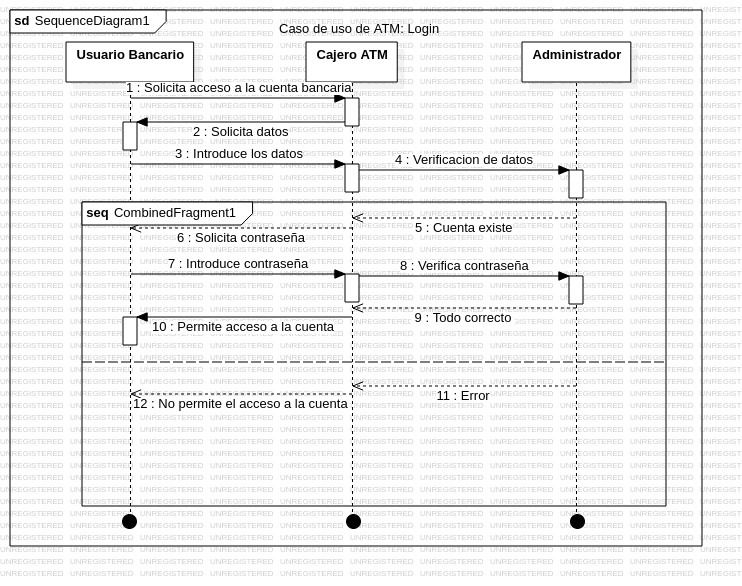 sd SequenceDiagram1
Caso de uso de ATM: Login
Usuario Bancario
Cajero ATM
Administrador
1 : Solicita acceso a la cuenta bancaria
2 : Solicita datos
3 : Introduce los datos
4 : Verificacion de datos
seq CombinedFragment1
5 : Cuenta existe
6 : Solicita contraseña
7 : Introduce contraseña
8 : Verifica contraseña
9 : Todo correcto
10 : Permite acceso a la cuenta
11 : Error
12 : No permite el acceso a la cuenta
UNREGISTERED